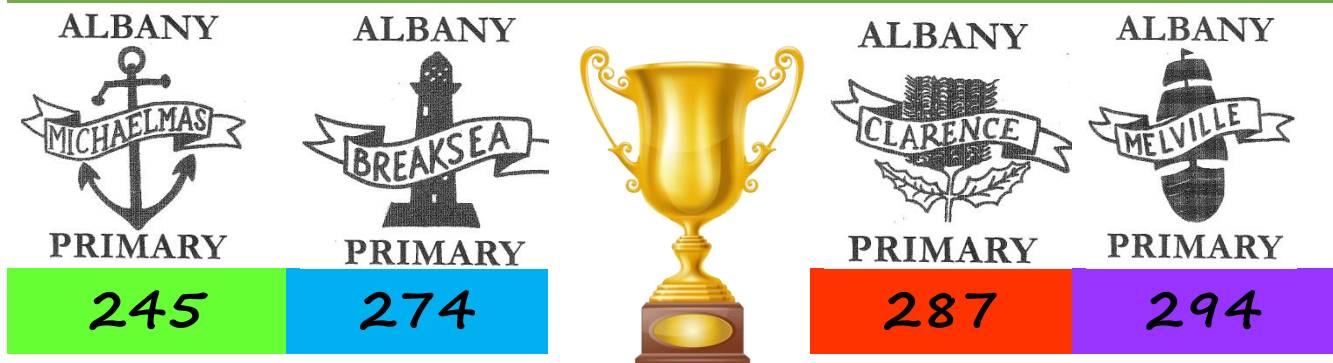 ALBANY
MICHAELMAS
PRIMARY
245
ALBANY
BREAKSEA
PRIMARY
274
ALBANY
CLARENCE
PRIMARY
287
ALBANY
MELVILLE
PRIMARY
294